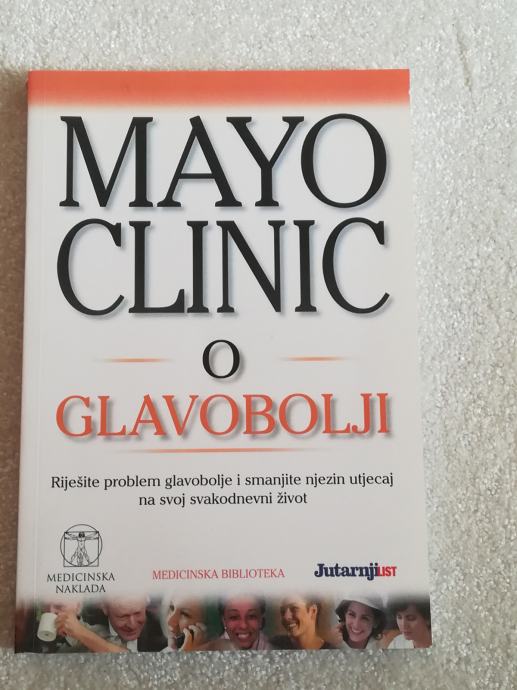 MAYO
CLINIC
O
GLAVOBOLJI
Riješite problem glavobolje i smanjite njezin utjecaj
na svoj svakodnevni život
MEDICINSKA
NAKLADA
MEDICINSKA BIBLIOTEKA
Jutarnji LIST